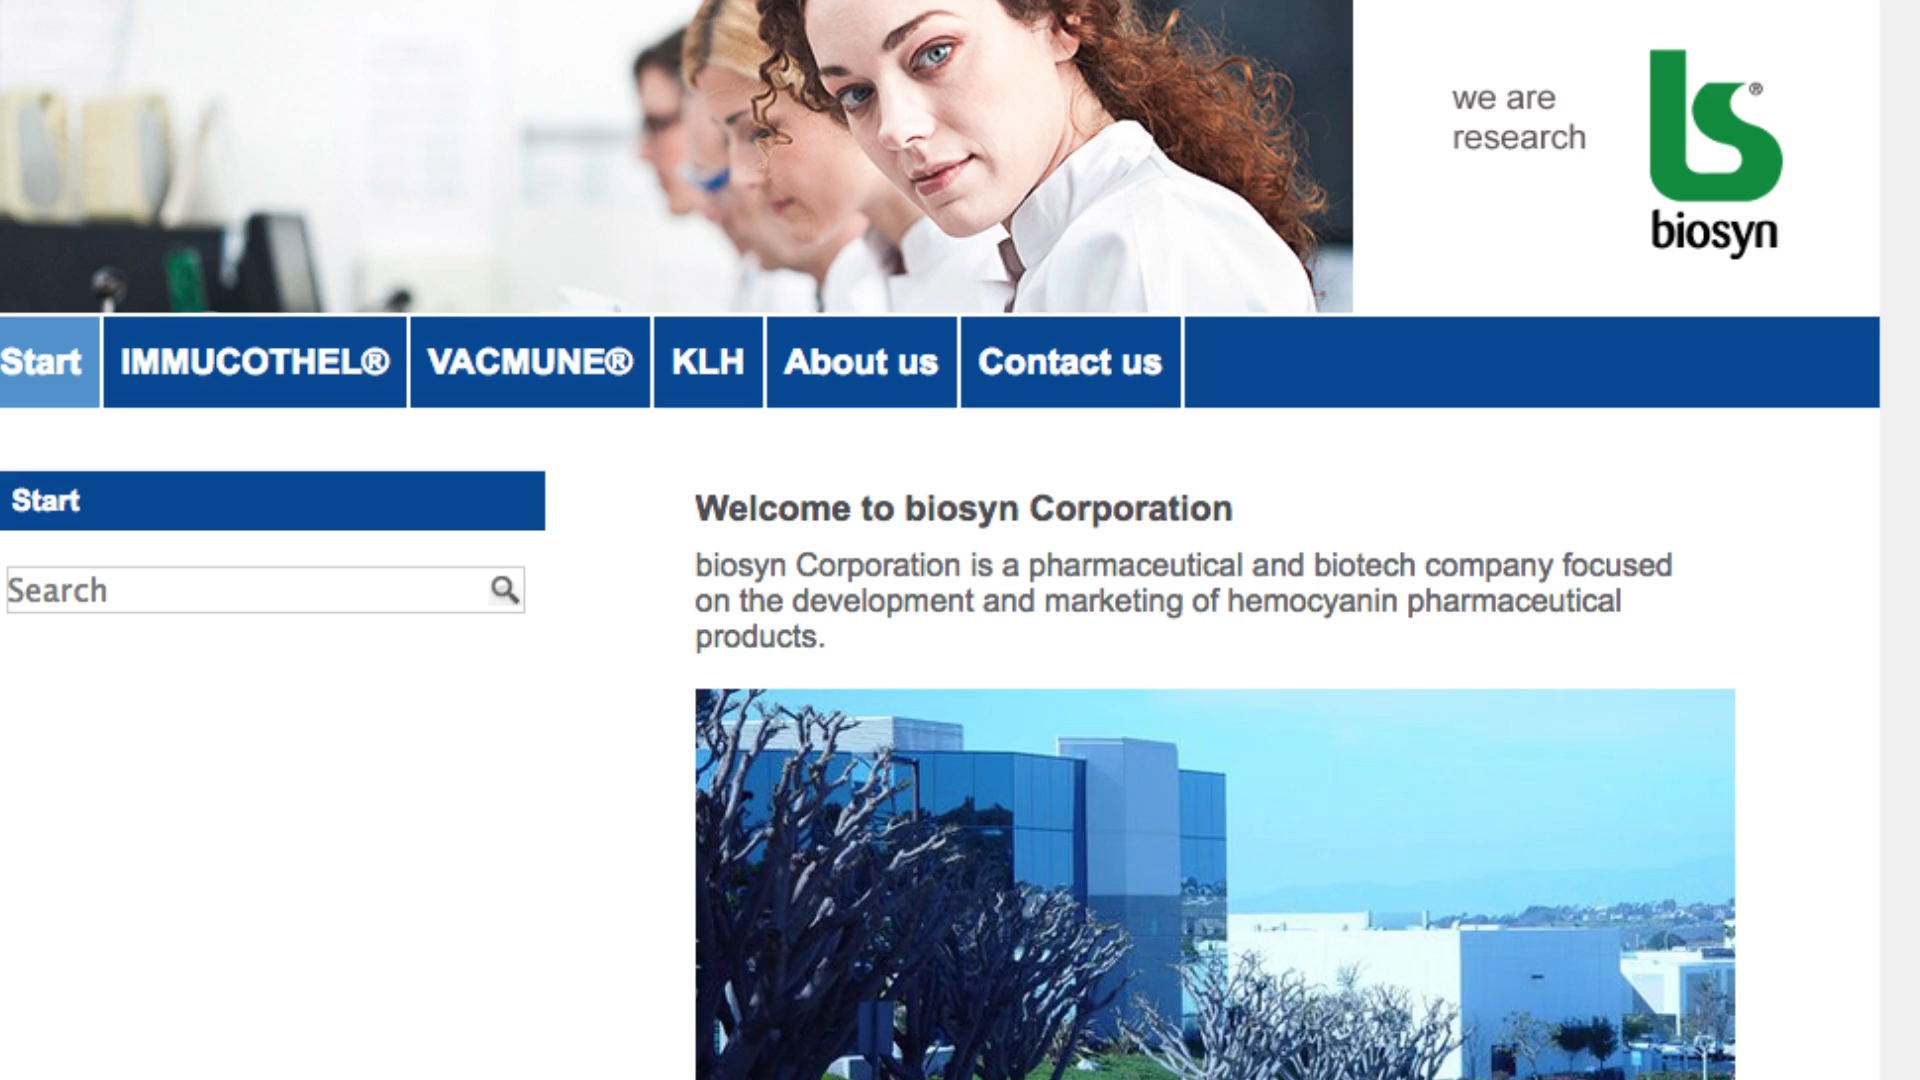 we are
research
®
biosyn
Start
IMMUCOTHEL®
VACMUNE®
KLH
About us
Contact us
Start
Search
Welcome to biosyn Corporation
biosyn Corporation is a pharmaceutical and biotech company focused
on the development and marketing of hemocyanin pharmaceutical
products.